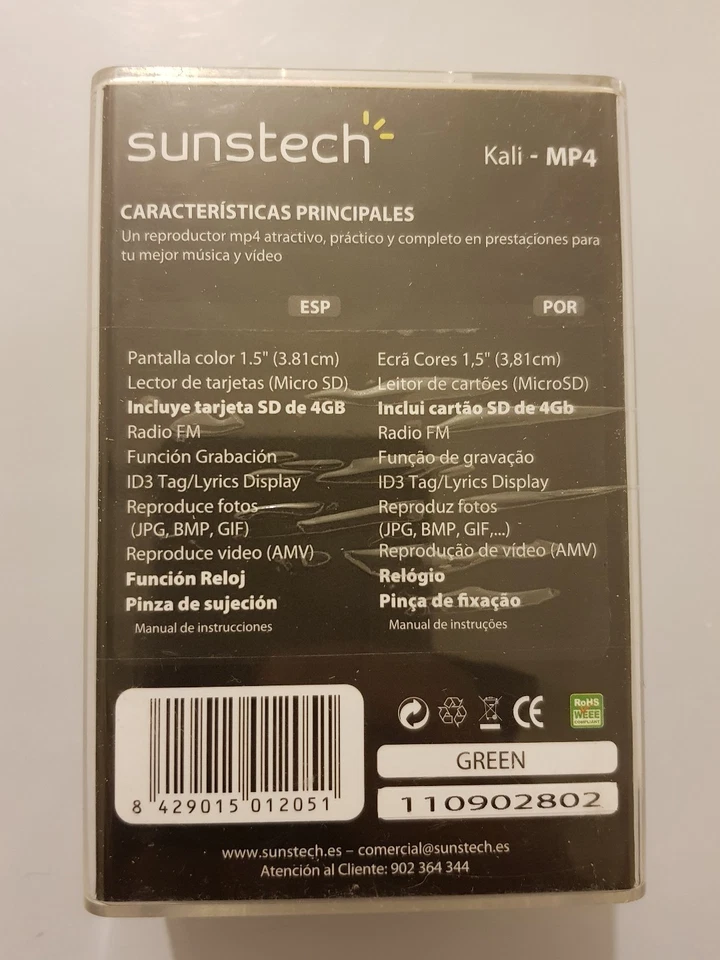 sunstech
Kali - MP4
CARACTERÍSTICAS PRINCIPALES
Un reproductor mp4 atractivo, práctico y completo en prestaciones para
tu mejor música y vídeo
ESP
Pantalla color 1.5" (3.81cm)
Lector de tarjetas (Micro SD)
Incluye tarjeta SD de 4GB
Radio FM
Función Grabación
ID3 Tag/Lyrics Display
Reproduce fotos
(JPG, BMP, GIF)
Reproduce video (AMV)
Función Reloj
Pinza de sujeción
Manual de instrucciones
POR
Ecrã Cores 1,5" (3,81cm)
Leitor de cartões (MicroSD)
Inclui cartão SD de 4Gb
Radio FM
Função de gravação
ID3 Tag/Lyrics Display
Reproduz fotos
(JPG, BMP, GIF,...)
Reprodução de vídeo (AMV)
Relógio
Pinça de fixação
Manual de instruções
8 429015 012051
CE
RoHS
WEEE
COMPLIANT
GREEN
110902802
www.sunstech.es – comercial@sunstech.es
Atención al Cliente: 902 364 344